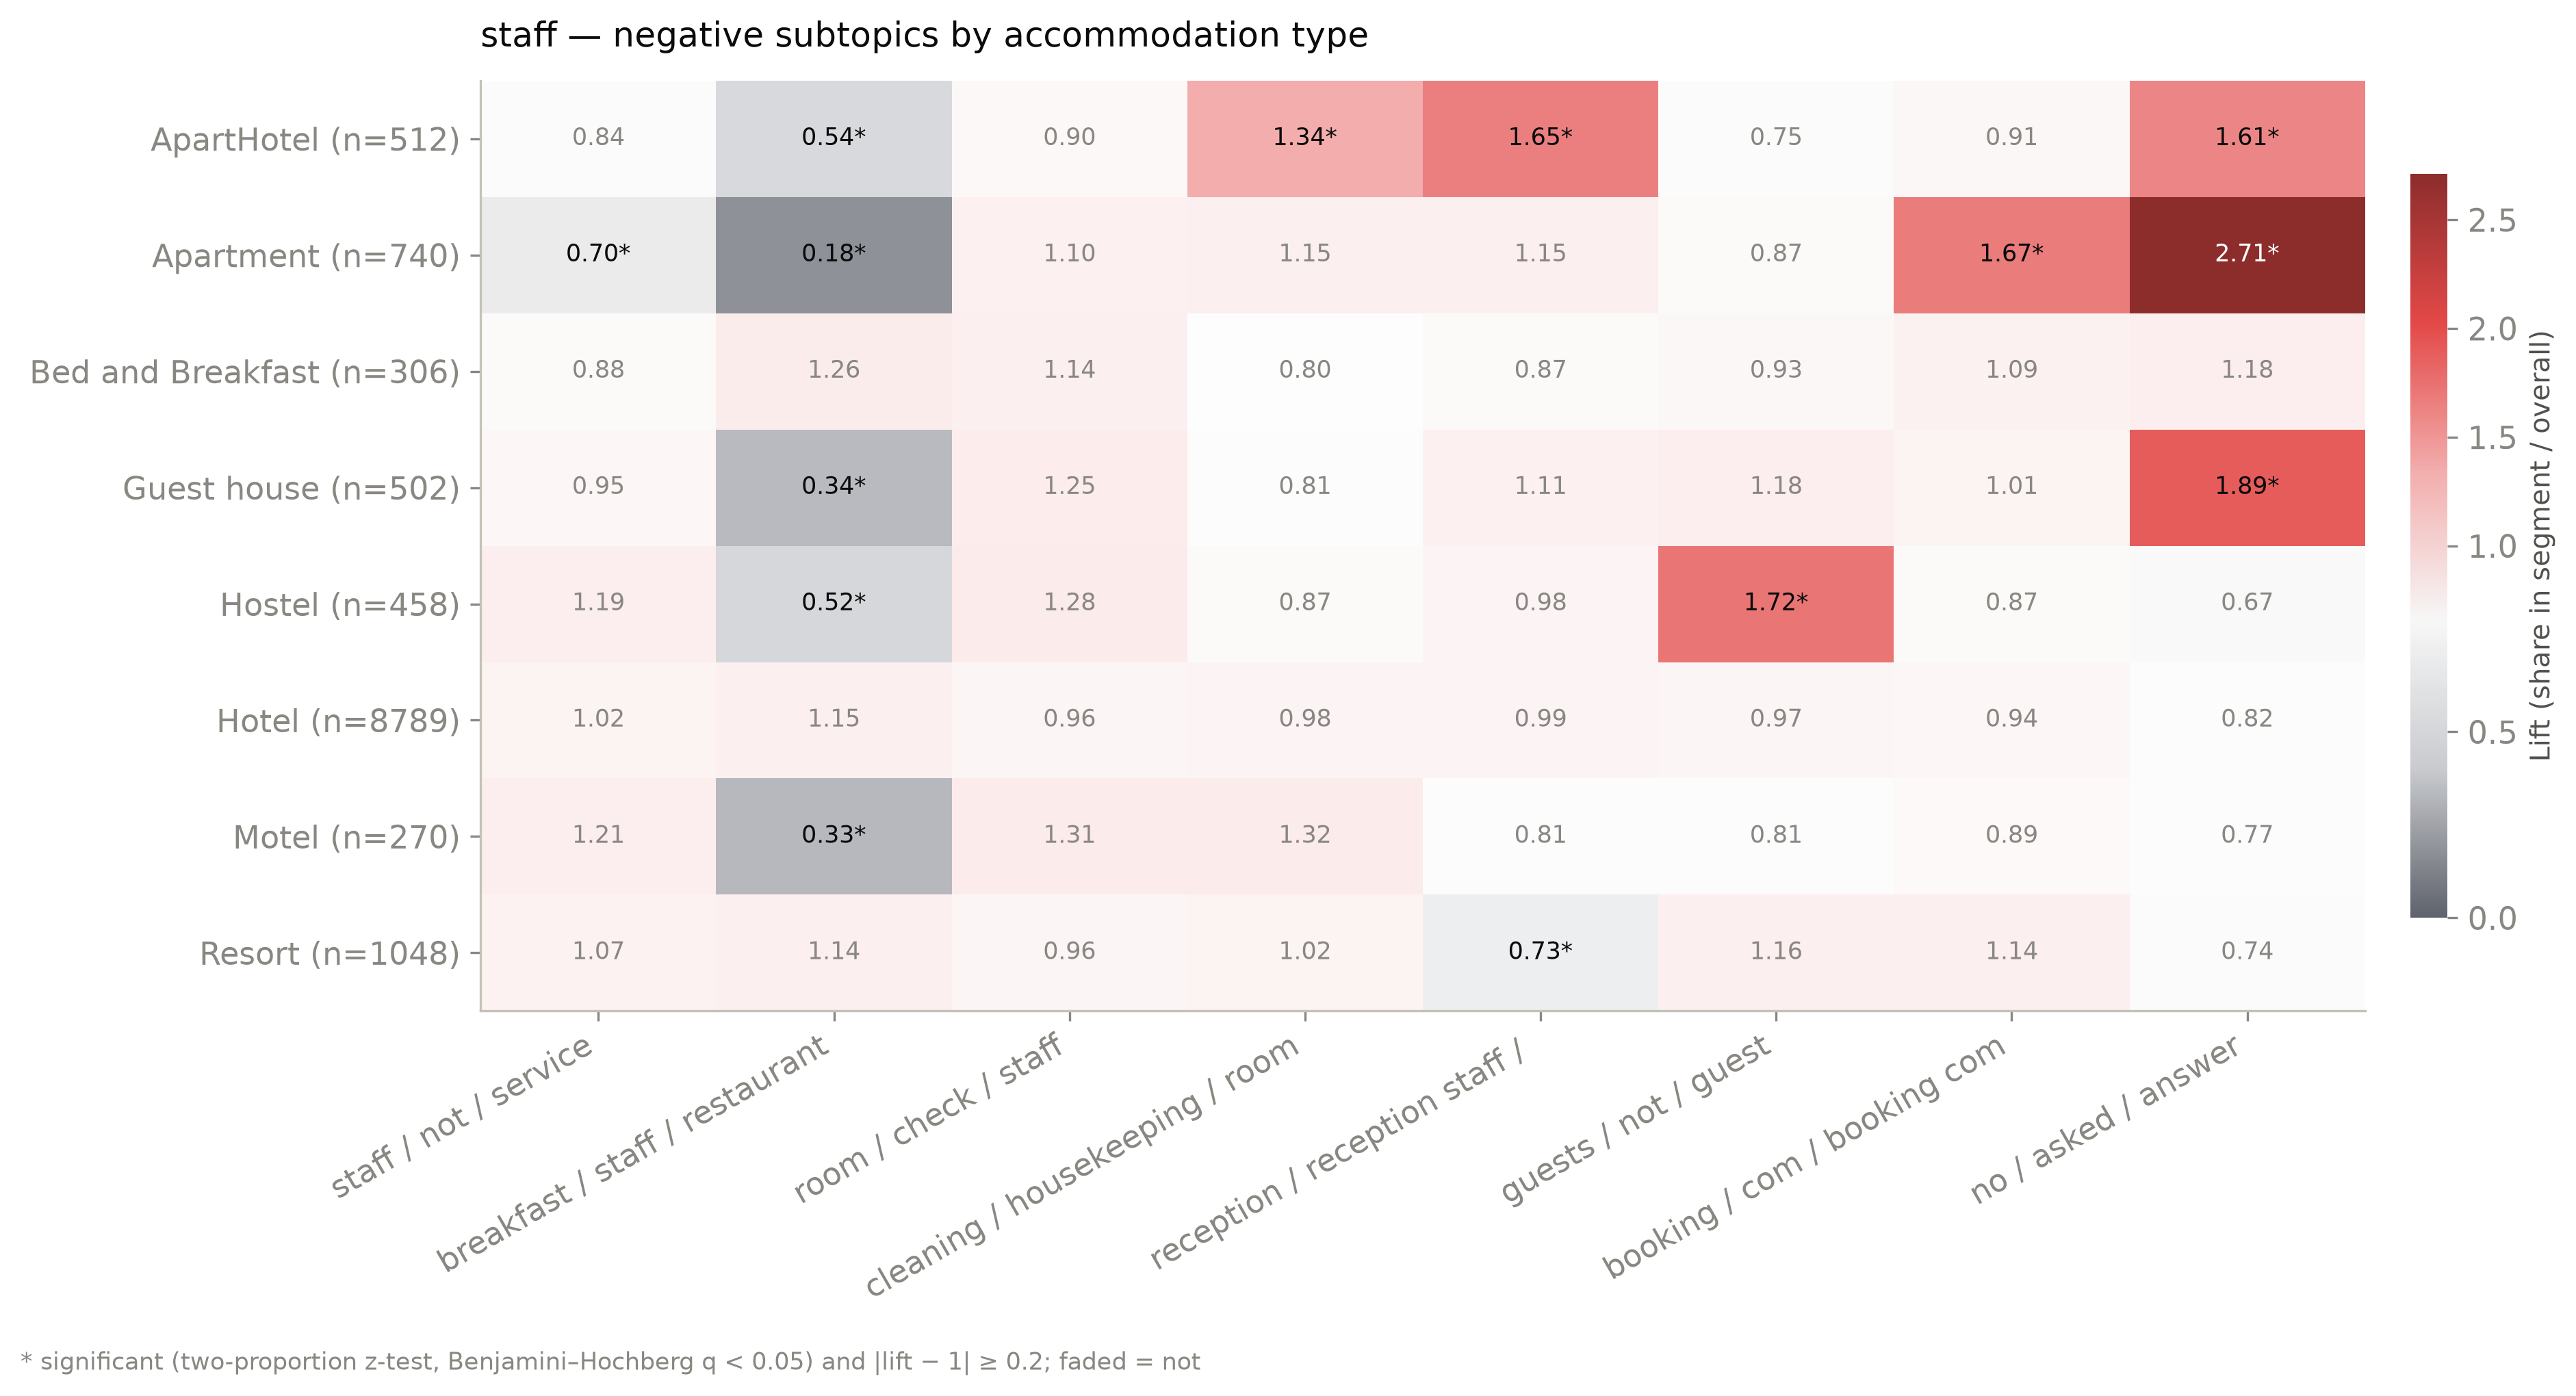 staff — negative subtopics by accommodation type
ApartHotel (n=512) 0.84 0.54* 0.90 1.34* 1.65* 0.75 0.91 1.61*
Apartment (n=740) 0.70* 0.18* 1.10 1.15 1.15 0.87 1.67* 2.71*
Bed and Breakfast (n=306) 0.88 1.26 1.14 0.80 0.87 0.93 1.09 1.18
Guest house (n=502) 0.95 0.34* 1.25 0.81 1.11 1.18 1.01 1.89*
Hostel (n=458) 1.19 0.52* 1.28 0.87 0.98 1.72* 0.87 0.67
Hotel (n=8789) 1.02 1.15 0.96 0.98 0.99 0.97 0.94 0.82
Motel (n=270) 1.21 0.33* 1.31 1.32 0.81 0.81 0.89 0.77
Resort (n=1048) 1.07 1.14 0.96 1.02 0.73* 1.16 1.14 0.74
staff / not / service
breakfast / staff / restaurant
room / check / staff
cleaning / housekeeping / room
reception / reception staff /
guests / not / guest
booking / com / booking com
no / asked / answer
2.5
2.0
1.5
1.0
0.5
0.0
Lift (share in segment / overall)
* significant (two-proportion z-test, Benjamini–Hochberg q < 0.05) and |lift − 1| ≥ 0.2; faded = not